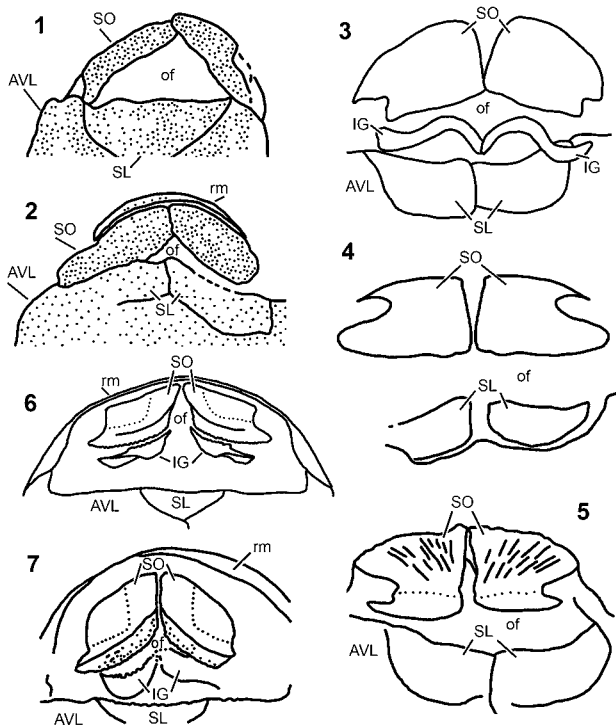 1
SO
AVL
of
SL
2
rm
SO
of
AVL
SL
3
SO
of
IG
IG
AVL
SL
4
SO
of
SL
5
SO
of
AVL
SL
6
rm
SO
of
IG
AVL
SL
7
rm
SO
of
IG
AVL
SL